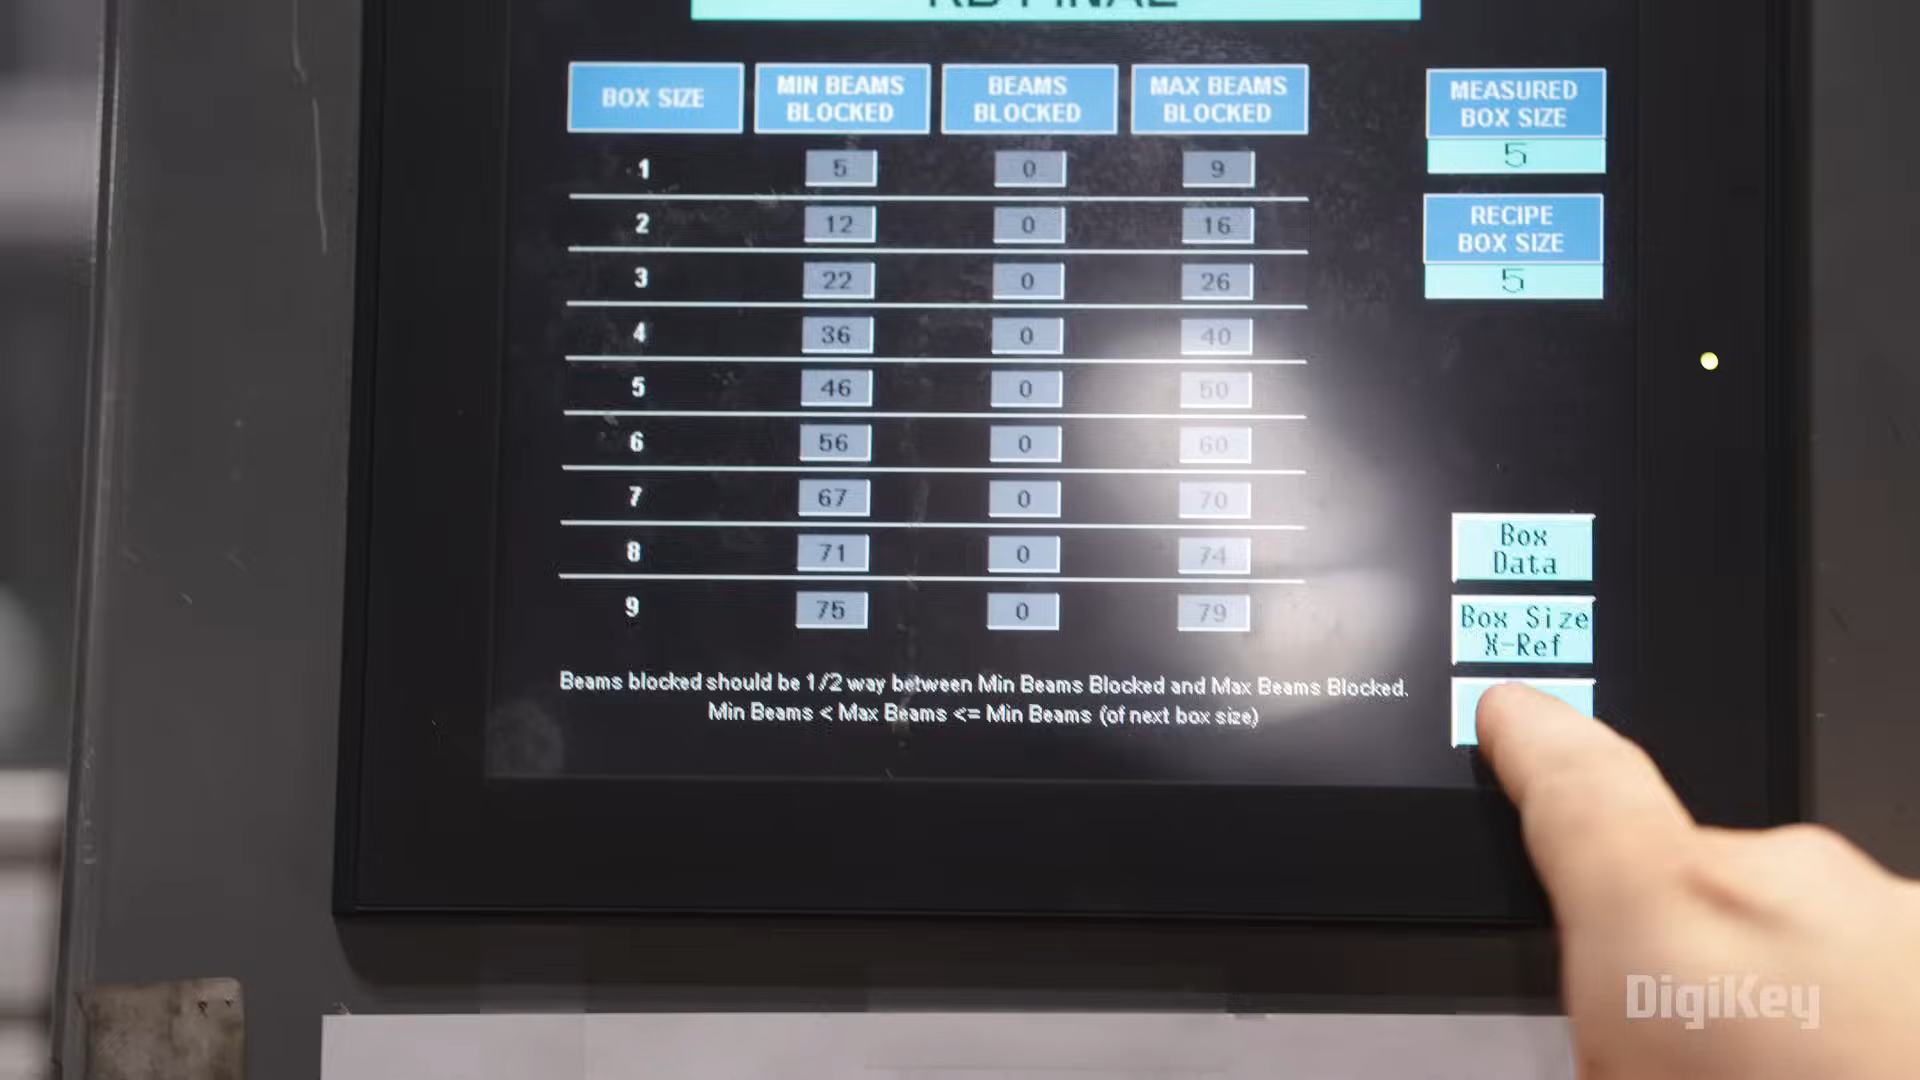 BOX SIZE MIN BEAMS BLOCKED BEAMS BLOCKED MAX BEAMS BLOCKED
1 5 0 9
2 12 0 16
3 22 0 26
4 36 0 40
5 46 0 50
6 56 0 60
7 67 0 70
8 71 0 74
9 75 0 79
Beams blocked should be 1/2 way between Min Beams Blocked and Max Beams Blocked.
Min Beams < Max Beams <= Min Beams (of next box size)
MEASURED
BOX SIZE
5
RECIPE
BOX SIZE
5
Box
Data
Box Size
X-Ref
DigiKey